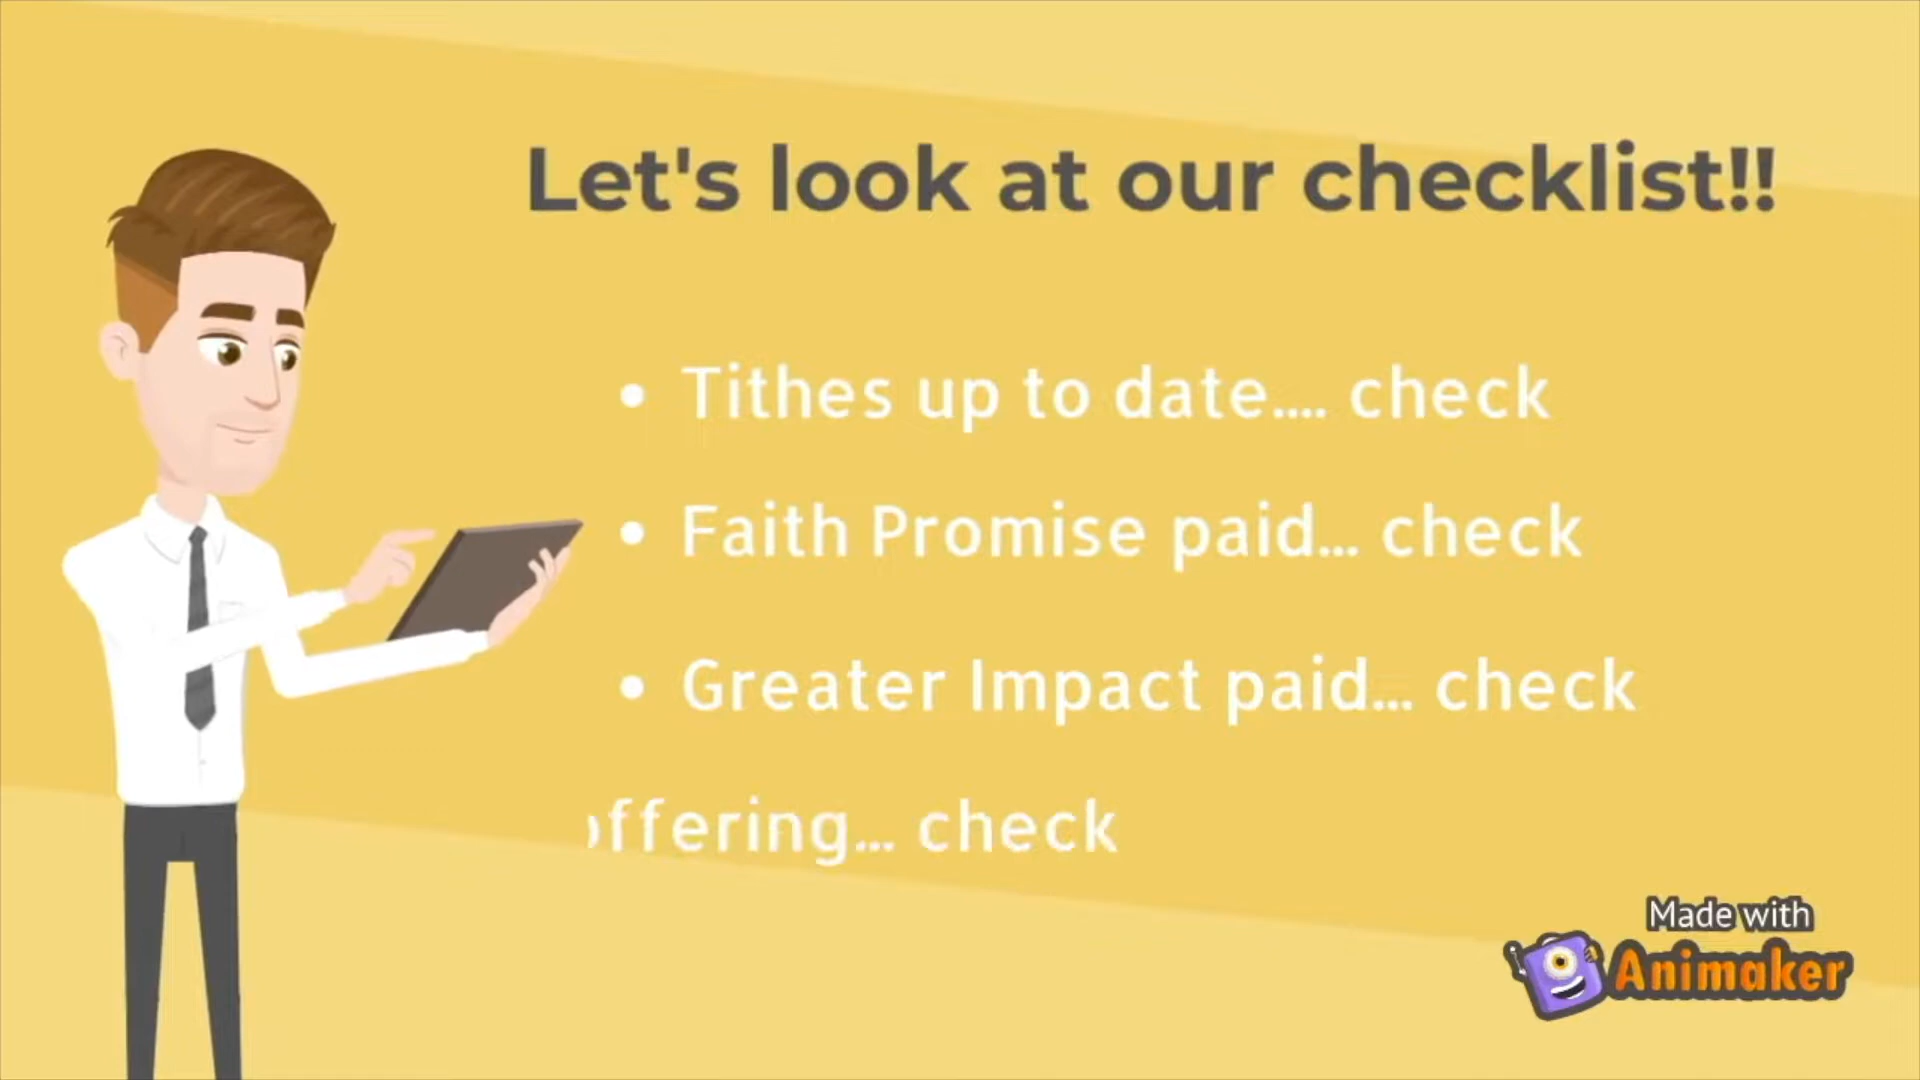 Let's look at our checklist!!
• Tithes up to date.... check
• Faith Promise paid... check
• Greater Impact paid... check
check
Made with
Animaker